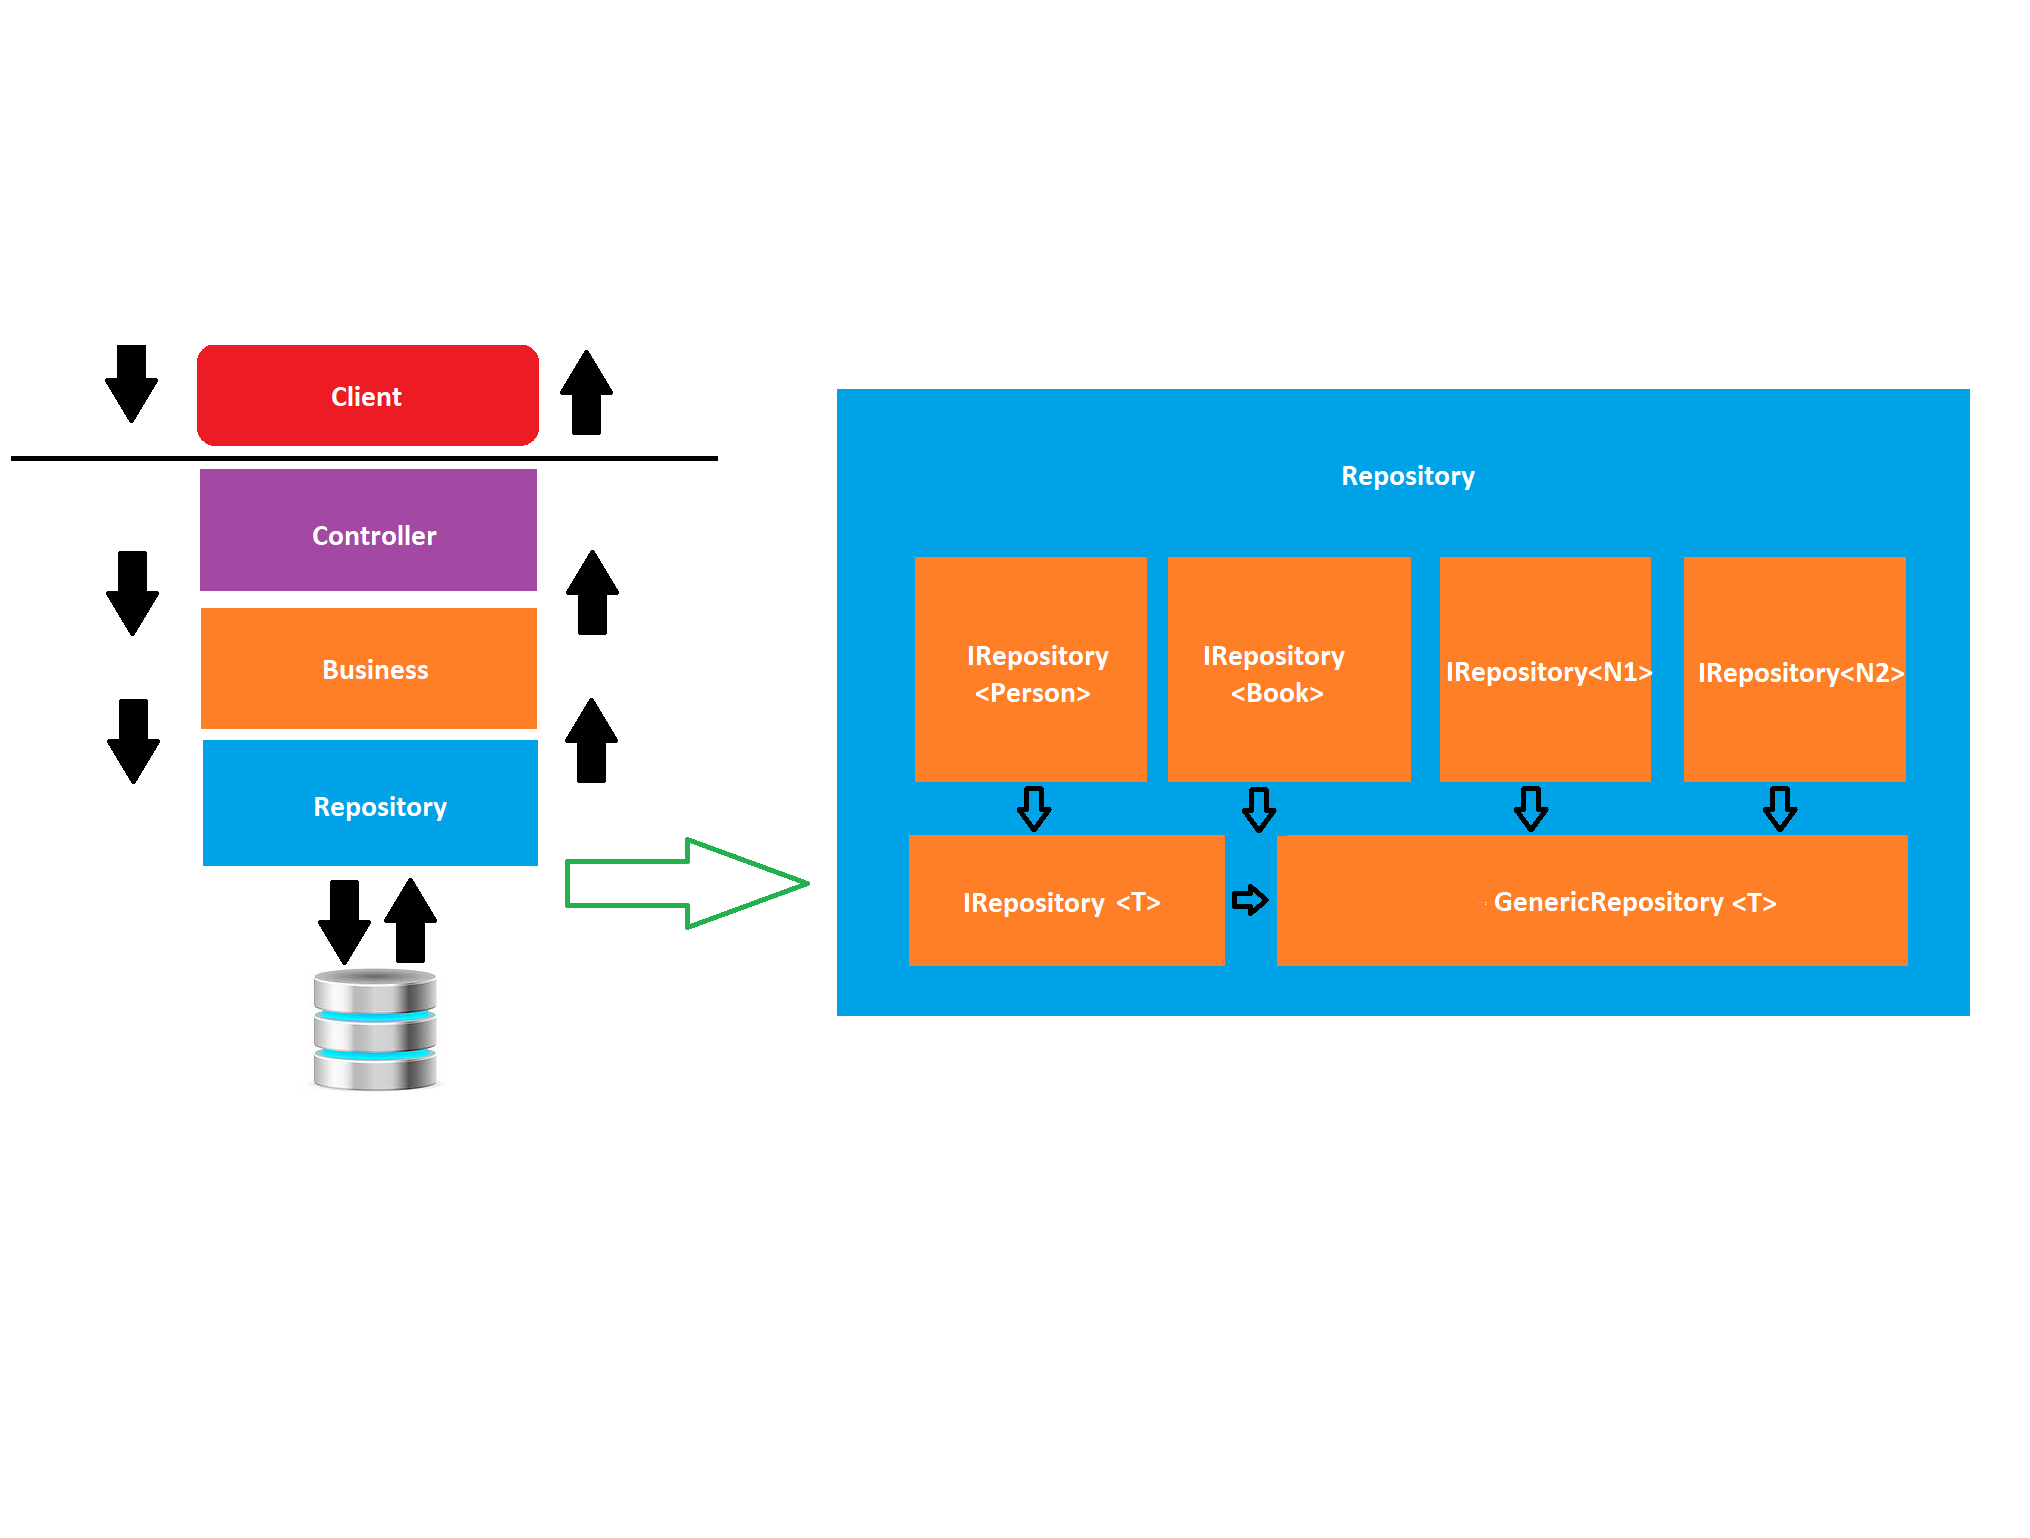 Client
Controller
Business
Repository
Repository
IRepository
<Person>
IRepository
<Book>
IRepository<N1>
IRepository<N2>
IRepository <T>
GenericRepository <T>